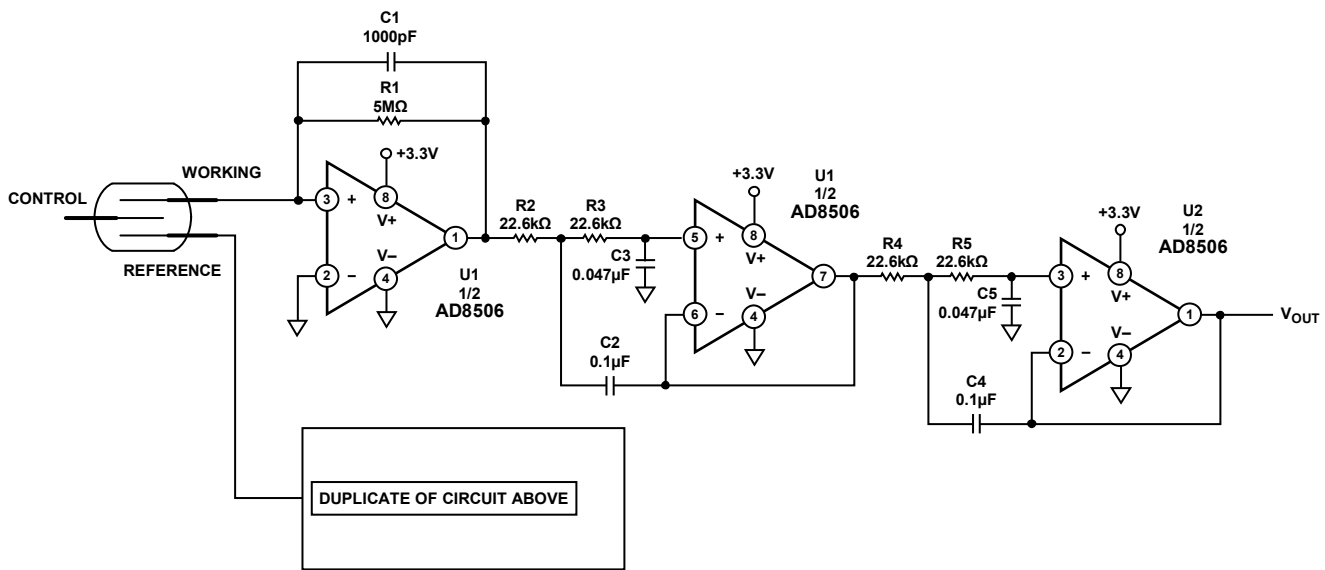 C1
1000pF
R1
5MΩ
+3.3V
WORKING
CONTROL
REFERENCE
3
+
8
V+
1
2
−
V−
4
U1
1/2
AD8506
R2
22.6kΩ
R3
22.6kΩ
C3
0.047µF
C2
0.1µF
+3.3V
U1
1/2
AD8506
5
+
8
V+
7
6
−
V−
4
R4
22.6kΩ
R5
22.6kΩ
C5
0.047µF
C4
0.1µF
+3.3V
U2
1/2
AD8506
3
+
8
V+
1
2
−
V−
4
VOUT
DUPLICATE OF CIRCUIT ABOVE